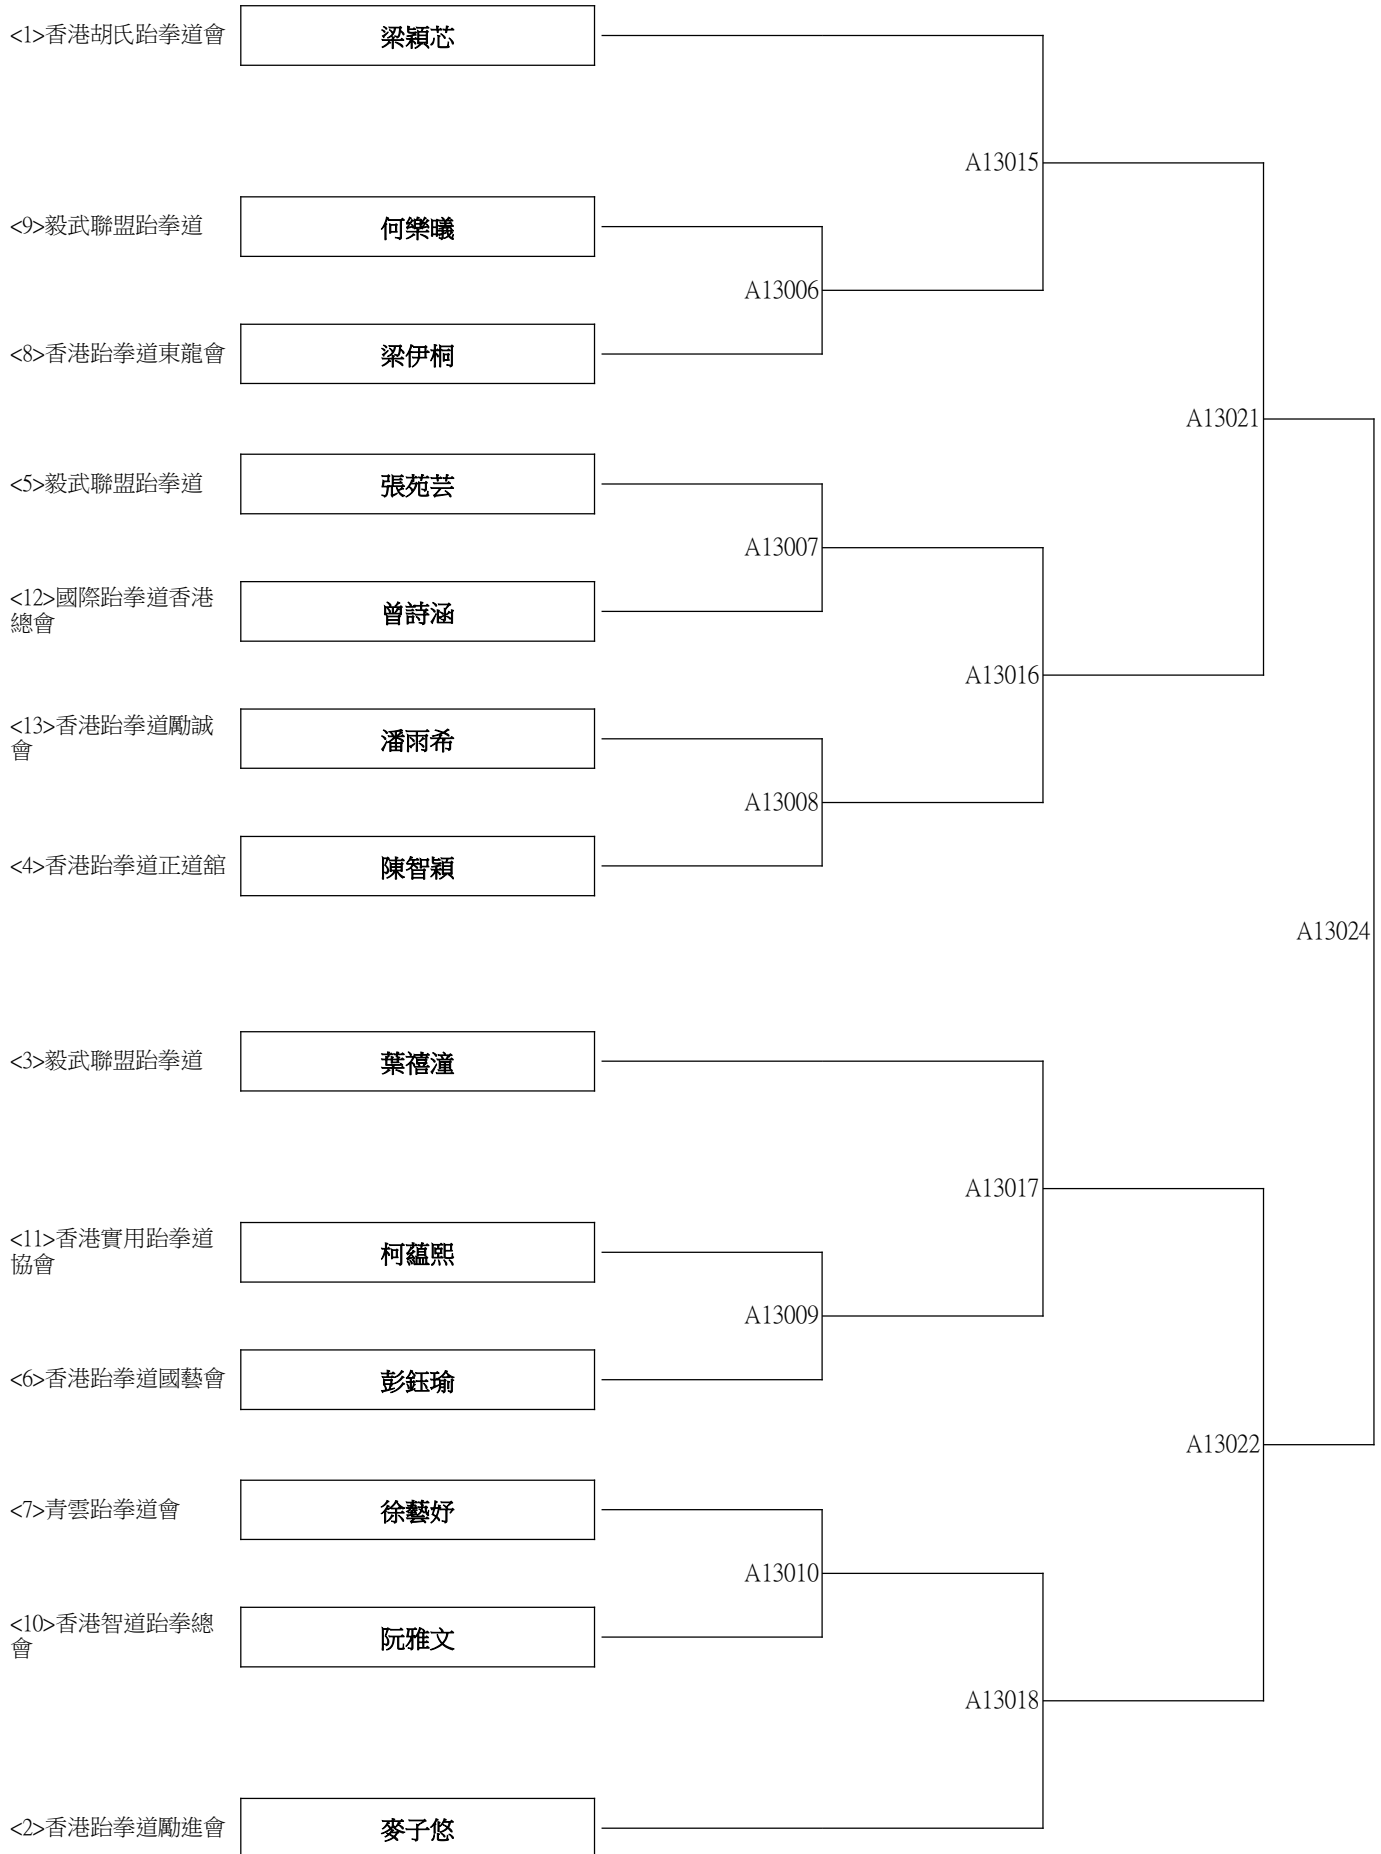 <1>香港胡氏跆拳道會 梁穎芯
A13015
<9>毅武聯盟跆拳道 何樂曦
A13006
<8>香港跆拳道東龍會 梁伊桐
A13021
<5>毅武聯盟跆拳道 張苑芸
A13007
<12>國際跆拳道香港
總會
曾詩涵
A13016
<13>香港跆拳道勵誠
會
潘雨希
A13008
<4>香港跆拳道正道舘 陳智穎
A13024
<3>毅武聯盟跆拳道 葉禧潼
A13017
<11>香港實用跆拳道
協會
柯蘊熙
A13009
<6>香港跆拳道國藝會 彭鈺瑜
A13022
<7>青雲跆拳道會 徐藝妤
A13010
<10>香港智道跆拳總
會
阮雅文
A13018
<2>香港跆拳道勵進會 麥子悠